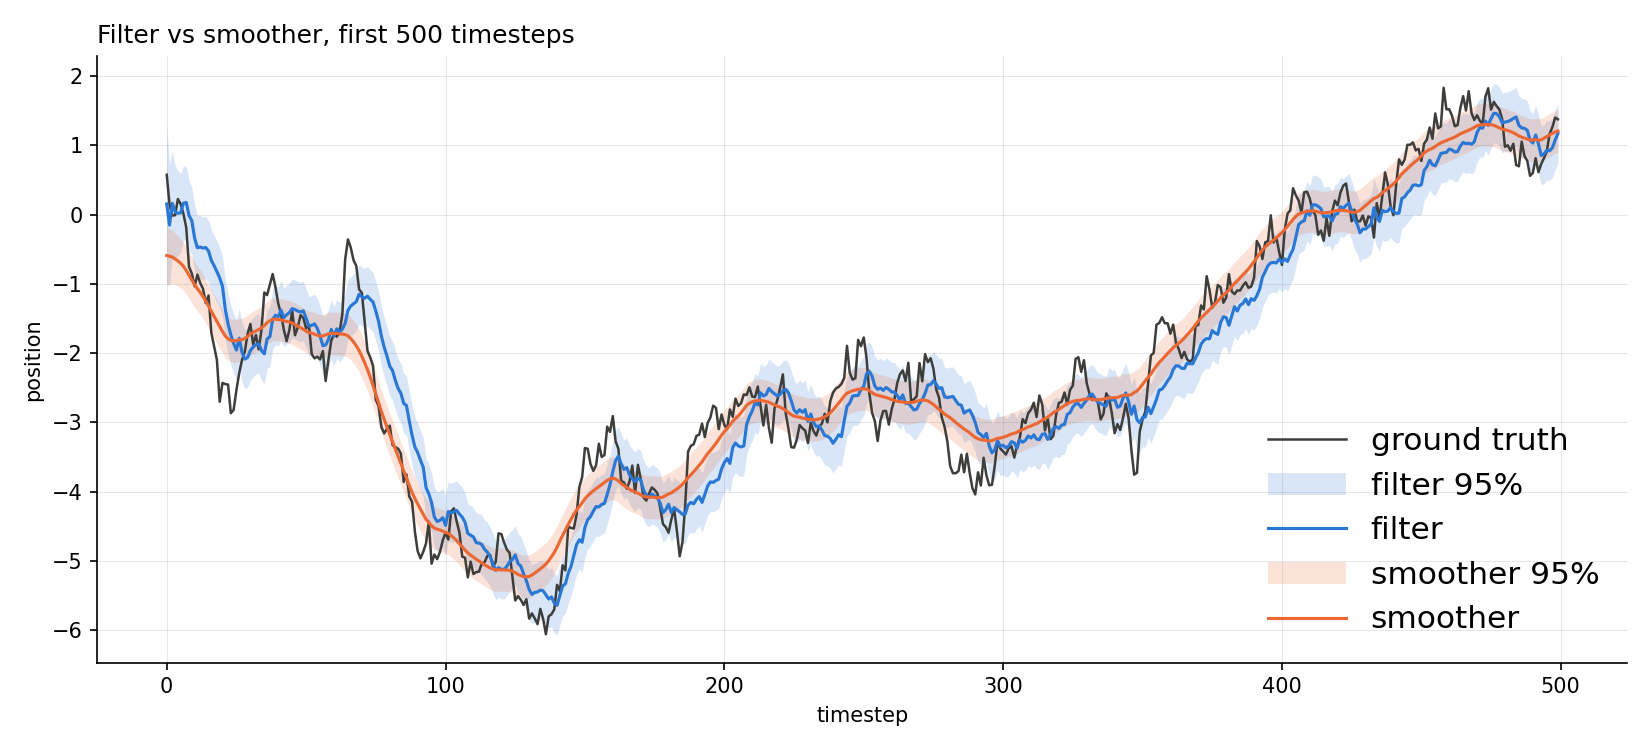 Filter vs smoother, first 500 timesteps
2
1
0
−1
−2
−3
−4
−5
−6
position
ground truth
filter 95%
filter
smoother 95%
smoother
0 100 200 300 400 500
timestep